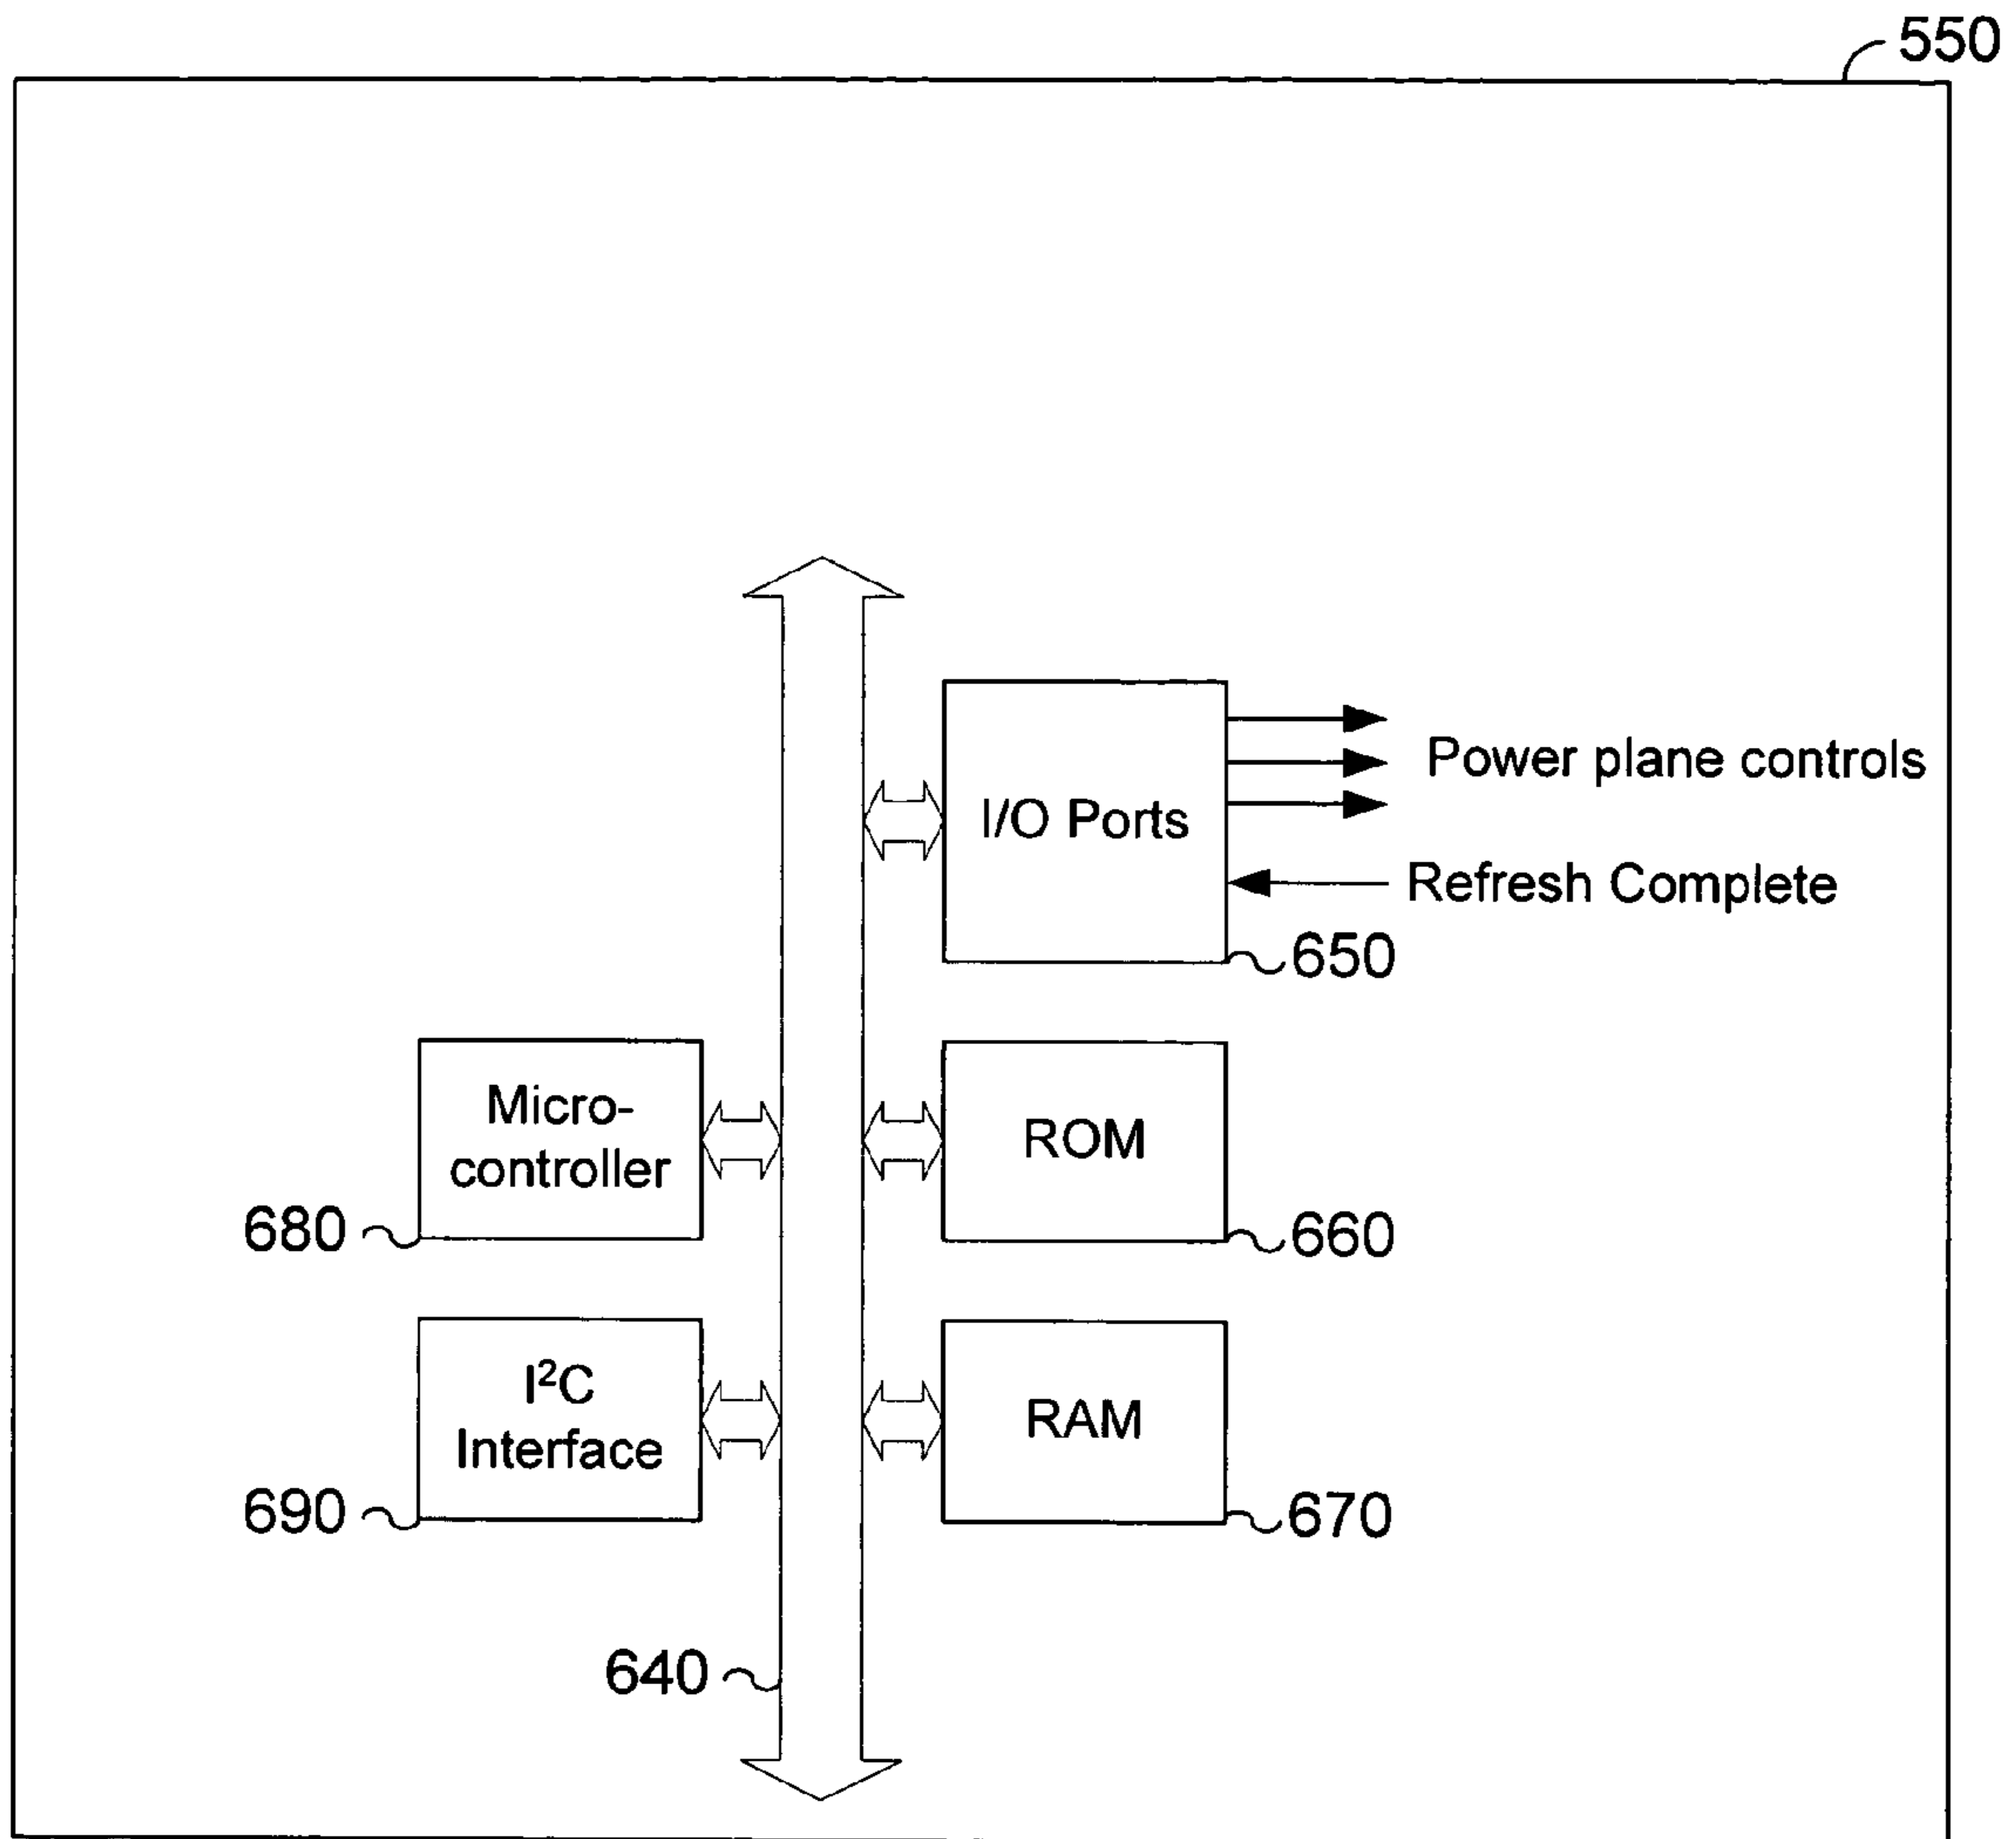 550
Power plane controls
I/O Ports
Refresh Complete
650
Micro-
controller
ROM
680
660
I²C
Interface
RAM
690
670
640